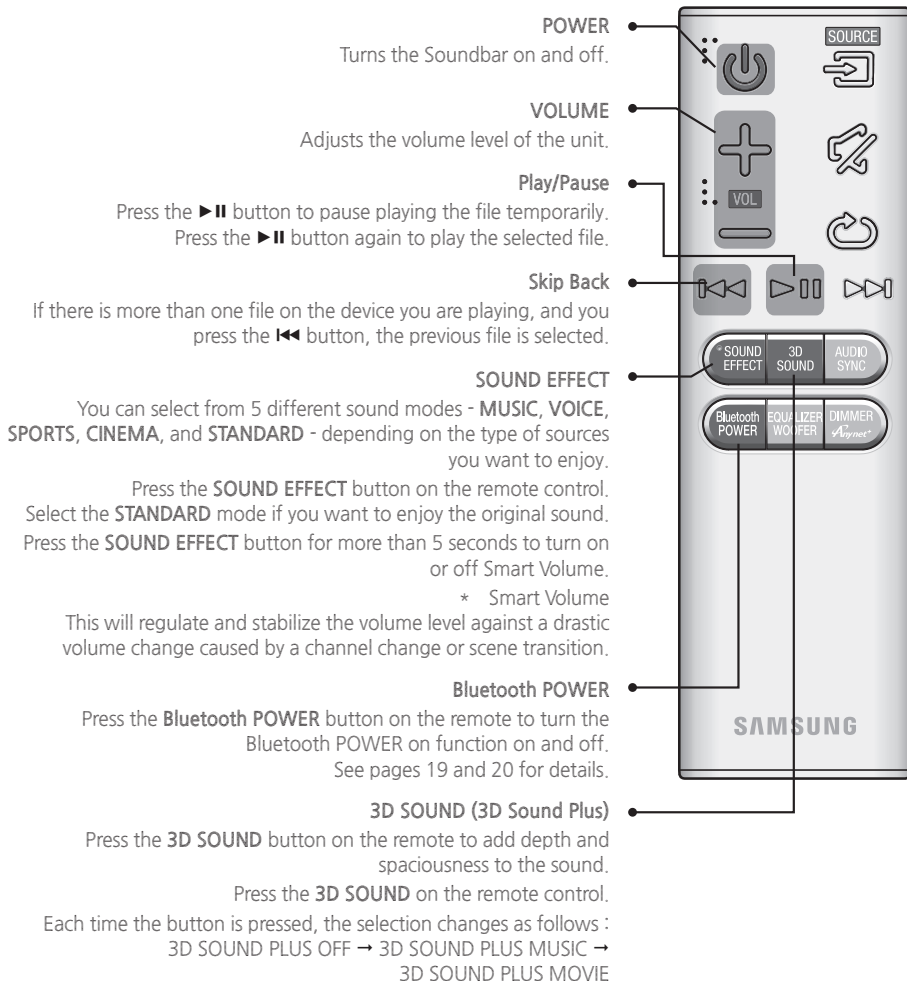 POWER
Turns the Soundbar on and off.
VOLUME
Adjusts the volume level of the unit.
Play/Pause
Press the ►II button to pause playing the file temporarily.
Press the ►II button again to play the selected file.
Skip Back
If there is more than one file on the device you are playing, and you
press the I◄◄ button, the previous file is selected.
SOUND EFFECT
You can select from 5 different sound modes - MUSIC, VOICE,
SPORTS, CINEMA, and STANDARD - depending on the type of sources
you want to enjoy.
Press the SOUND EFFECT button on the remote control.
Select the STANDARD mode if you want to enjoy the original sound.
Press the SOUND EFFECT button for more than 5 seconds to turn on
or off Smart Volume.
* Smart Volume
This will regulate and stabilize the volume level against a drastic
volume change caused by a channel change or scene transition.
Bluetooth POWER
Press the Bluetooth POWER button on the remote to turn the
Bluetooth POWER on function on and off.
See pages 19 and 20 for details.
3D SOUND (3D Sound Plus)
Press the 3D SOUND button on the remote to add depth and
spaciousness to the sound.
Press the 3D SOUND on the remote control.
Each time the button is pressed, the selection changes as follows :
3D SOUND PLUS OFF → 3D SOUND PLUS MUSIC →
3D SOUND PLUS MOVIE
SOURCE
VOL
* SOUND
EFFECT
3D
SOUND
AUDIO
SYNC
Bluetooth
POWER
EQUALIZER
WOOFER
DIMMER
Anynet+
SAMSUNG